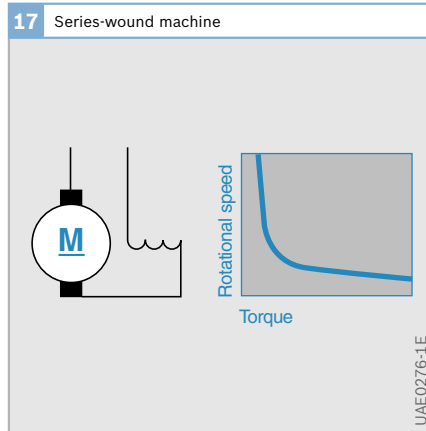 17 Series-wound machine
M
Rotational speed
Torque
UAE0276-1E